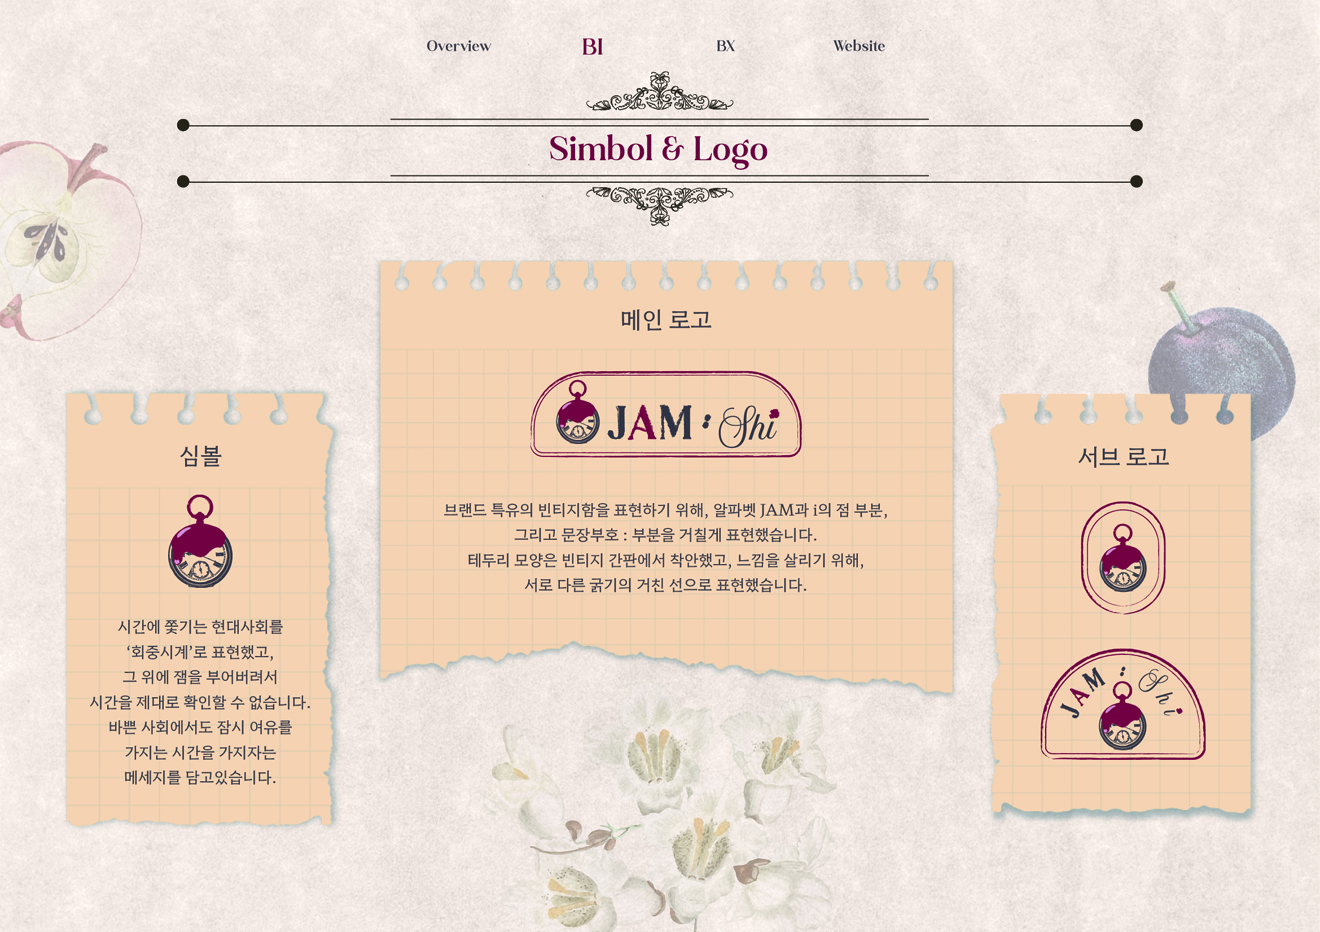 Overview BI BX Website
Simbol & Logo
메인 로고
JAM : Shi
브랜드 특유의 빈티지함을 표현하기 위해, 알파벳 JAM과 i의 점 부분,
그리고 문장부호 : 부분을 거칠게 표현했습니다.
테두리 모양은 빈티지 간판에서 착안했고, 느낌을 살리기 위해,
서로 다른 굵기의 거친 선으로 표현했습니다.
심볼
시간에 쫓기는 현대사회를
‘회중시계’로 표현했고,
그 위에 잼을 부어버려서
시간을 제대로 확인할 수 없습니다.
바쁜 사회에서도 잠시 여유를
가지는 시간을 가지자는
메세지를 담고있습니다.
서브 로고
JAM : Shi